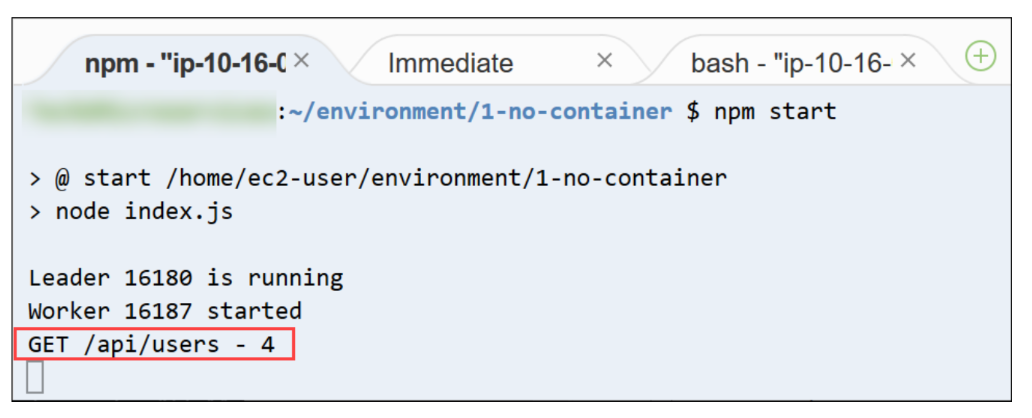 npm - "ip-10-16-0 × Immediate × bash - "ip-10-16- ×
:~/environment/1-no-container $ npm start
> @ start /home/ec2-user/environment/1-no-container
> node index.js
Leader 16180 is running
Worker 16187 started
GET /api/users - 4